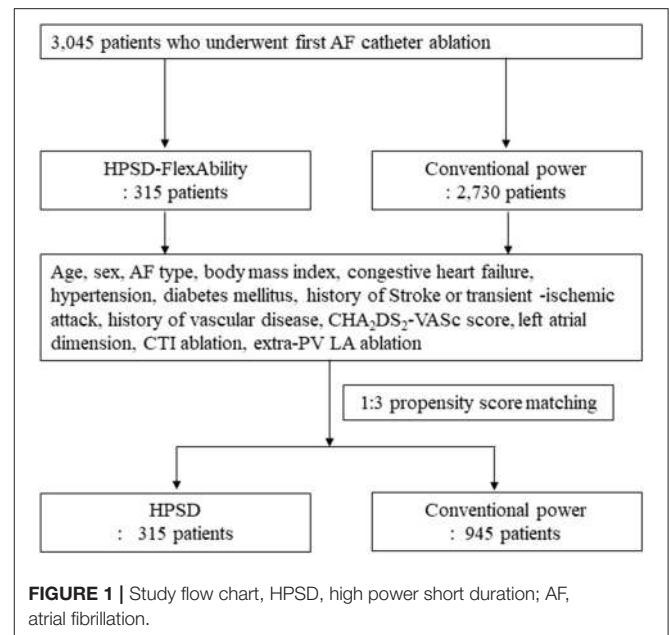 3,045 patients who underwent first AF catheter ablation
HPSD-FlexAbility
: 315 patients
Conventional power
: 2,730 patients
Age, sex, AF type, body mass index, congestive heart failure,
hypertension, diabetes mellitus, history of Stroke or transient -ischemic
attack, history of vascular disease, CHA₂DS₂-VASc score, left atrial
dimension, CTI ablation, extra-PV LA ablation
1:3 propensity score matching
HPSD
: 315 patients
Conventional power
: 945 patients
FIGURE 1 | Study flow chart, HPSD, high power short duration; AF,
atrial fibrillation.